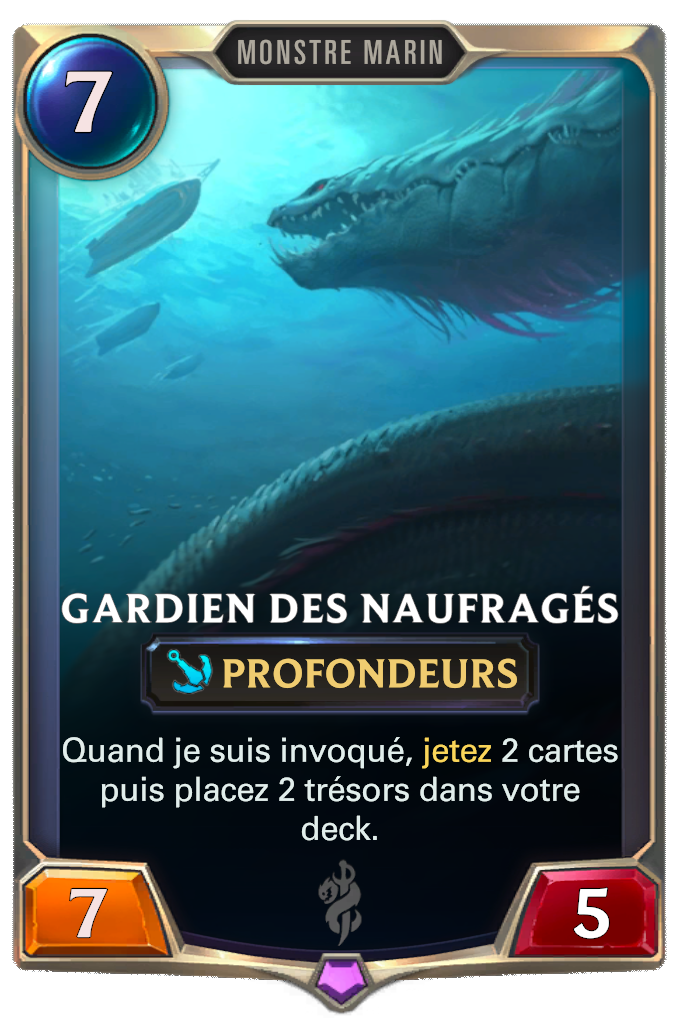 MONSTRE MARIN
7
GARDIEN DES NAUFRAGÉS
PROFONDEURS
Quand je suis invoqué, jetez 2 cartes
puis placez 2 trésors dans votre
deck.
7
5